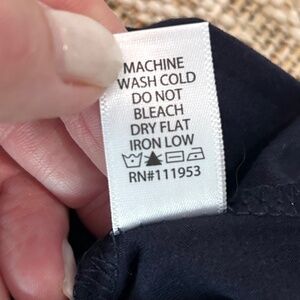 MACHINE
WASH COLD
DO NOT
BLEACH
DRY FLAT
IRON LOW
RN#111953